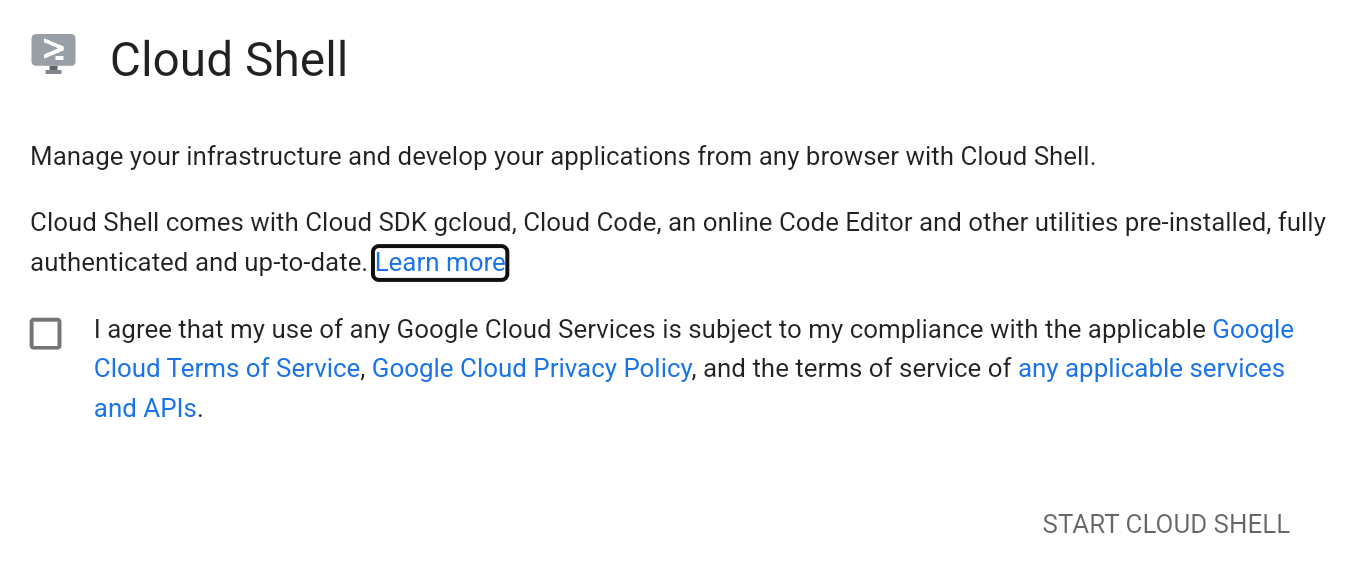 Cloud Shell
Manage your infrastructure and develop your applications from any browser with Cloud Shell.
Cloud Shell comes with Cloud SDK gcloud, Cloud Code, an online Code Editor and other utilities pre-installed, fully
authenticated and up-to-date. Learn more
I agree that my use of any Google Cloud Services is subject to my compliance with the applicable Google
Cloud Terms of Service, Google Cloud Privacy Policy, and the terms of service of any applicable services
and APIs.
START CLOUD SHELL